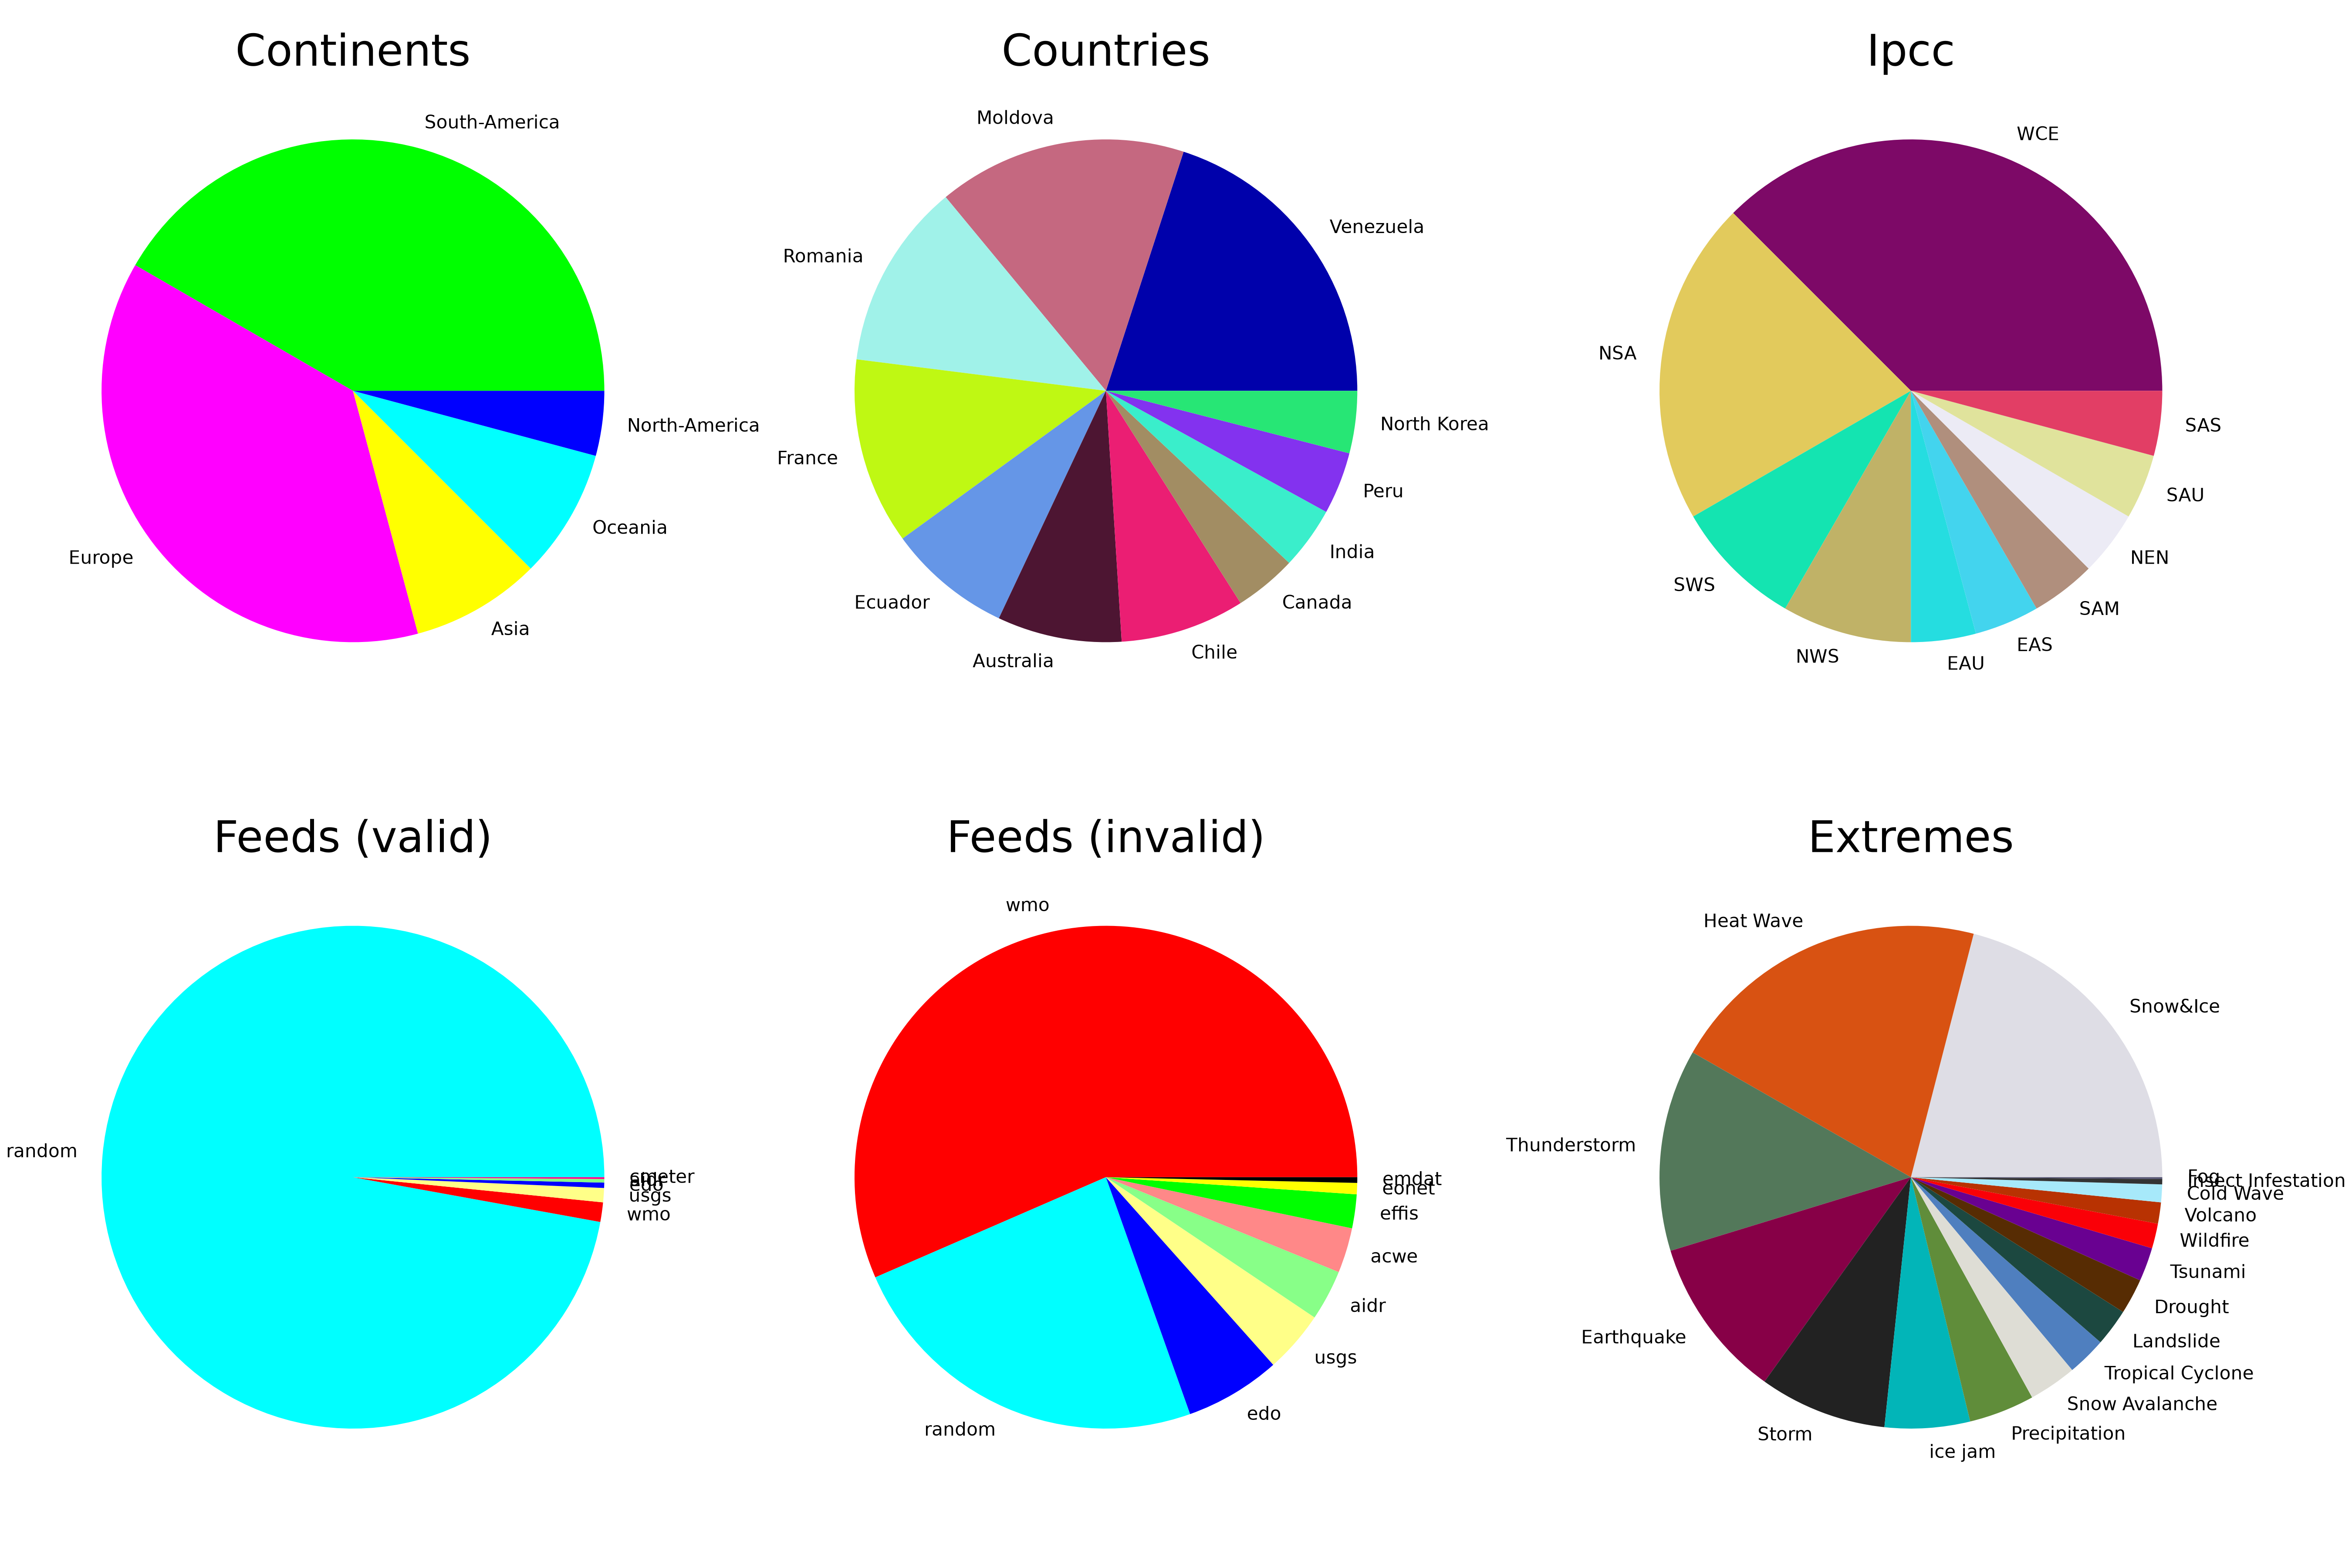 Continents
South-America
Europe
Asia
Oceania
North-America
Countries
Venezuela
Moldova
Romania
France
Ecuador
Australia
Chile
Canada
India
Peru
North Korea
Ipcc
WCE
NSA
SWS
NWS
EAU
EAS
SAM
NEN
SAU
SAS
Feeds (valid)
random
wmo
usgs
edo
Feeds (invalid)
wmo
random
edo
usgs
aidr
acwe
effis
eonet
emdat
Extremes
Snow&Ice
Heat Wave
Thunderstorm
Earthquake
Storm
ice jam
Precipitation
Snow Avalanche
Tropical Cyclone
Landslide
Drought
Tsunami
Wildfire
Volcano
Cold Wave
Insect Infestation
Fog